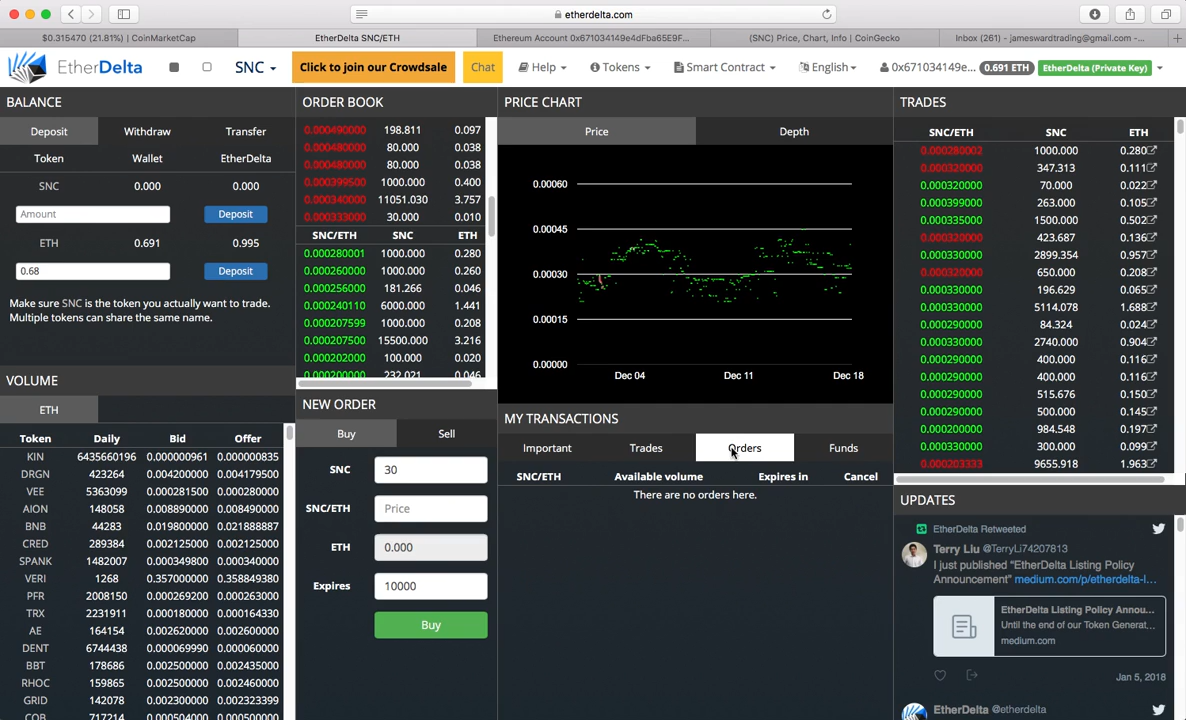 etherdelta.com
$0.315470 (21.81%) | CoinMarketCap
EtherDelta SNC/ETH
Ethereum Account 0x671034149e4dFba65E9F...
(SNC) Price, Chart, Info | CoinGecko
Inbox (261) - jameswardtrading@gmail.com -...
EtherDelta
SNC
Click to join our Crowdsale
Chat
Help
Tokens
Smart Contract
English
0x671034149e...
0.691 ETH
EtherDelta (Private Key)
BALANCE
Deposit Withdraw Transfer
Token Wallet EtherDelta
SNC 0.000 0.000
Amount Deposit
ETH 0.691 0.995
0.68 Deposit
Make sure SNC is the token you actually want to trade.
Multiple tokens can share the same name.
VOLUME
ETH
Token Daily Bid Offer
KIN 6435660196 0.000000961 0.000000835
DRGN 423264 0.004200000 0.004179500
VEE 5363099 0.000281500 0.000280000
AION 148058 0.008890000 0.008490000
BNB 44283 0.019800000 0.021888887
CRED 289384 0.002125000 0.002125000
SPANK 1482007 0.000349800 0.000340000
VERI 1268 0.357000000 0.358849380
PFR 2008150 0.000269200 0.000263000
TRX 2231911 0.000180000 0.000164330
AE 164154 0.002620000 0.002600000
DENT 6744438 0.000069990 0.000060000
BBT 178686 0.002500000 0.002435000
RHOC 159865 0.002500000 0.002460000
GRID 142078 0.002300000 0.002323399
COB 717214 0.000504000 0.000500000
ORDER BOOK
0.000490000 198.811 0.097
0.000480000 80.000 0.038
0.000480000 80.000 0.038
0.000399500 1000.000 0.400
0.000340000 11051.030 3.757
0.000333000 30.000 0.010
SNC/ETH SNC ETH
0.000280001 1000.000 0.280
0.000260000 1000.000 0.260
0.000256000 181.266 0.046
0.000240110 6000.000 1.441
0.000207599 1000.000 0.208
0.000207500 15500.000 3.216
0.000202000 100.000 0.020
0.000200000 232.021 0.046
NEW ORDER
Buy Sell
SNC 30
SNC/ETH Price
ETH 0.000
Expires 10000
Buy
PRICE CHART
Price Depth
0.00060
0.00045
0.00030
0.00015
0.00000
Dec 04 Dec 11 Dec 18
MY TRANSACTIONS
Important Trades Orders Funds
SNC/ETH Available volume Expires in Cancel
There are no orders here.
TRADES
SNC/ETH SNC ETH
0.000280002 1000.000 0.280
0.000320000 347.313 0.111
0.000320000 70.000 0.022
0.000399000 263.000 0.105
0.000335000 1500.000 0.502
0.000320000 423.687 0.136
0.000330000 2899.354 0.957
0.000320000 650.000 0.208
0.000330000 196.629 0.065
0.000330000 5114.078 1.688
0.000290000 84.324 0.024
0.000330000 2740.000 0.904
0.000290000 400.000 0.116
0.000290000 400.000 0.116
0.000290000 515.676 0.150
0.000290000 500.000 0.145
0.000200000 984.548 0.197
0.000330000 300.000 0.099
0.000203333 9655.918 1.963
UPDATES
EtherDelta Retweeted
Terry Liu @TerryLi74207813
I just published “EtherDelta Listing Policy
Announcement” medium.com/p/etherdelta-l...
EtherDelta Listing Policy Annou...
Until the end of our Token Generat...
medium.com
Jan 5, 2018
EtherDelta @etherdelta